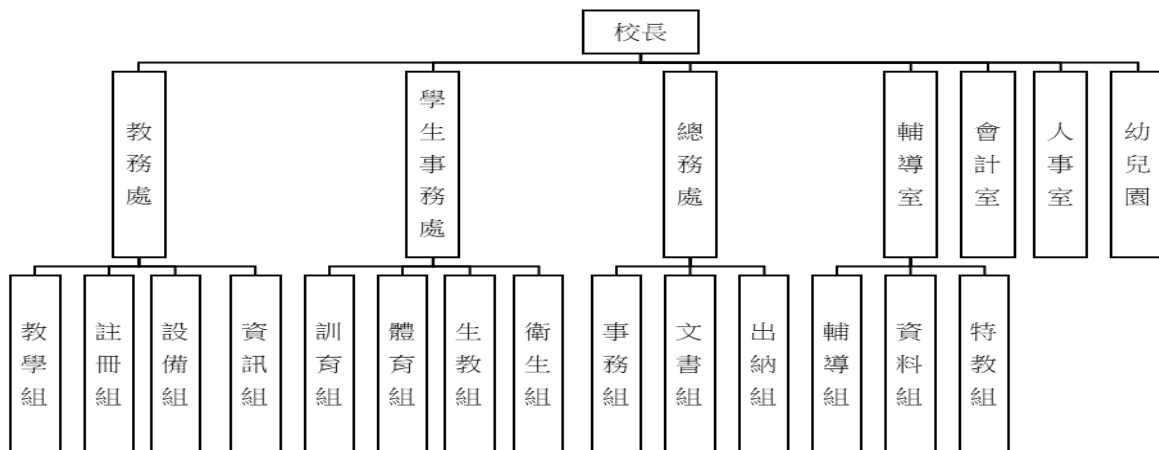 校長
教務處
學生事務處
總務處
輔導室
會計室
人事室
幼兒園
教學組
註冊組
設備組
資訊組
訓育組
體育組
生教組
衛生組
事務組
文書組
出納組
輔導組
資料組
特教組